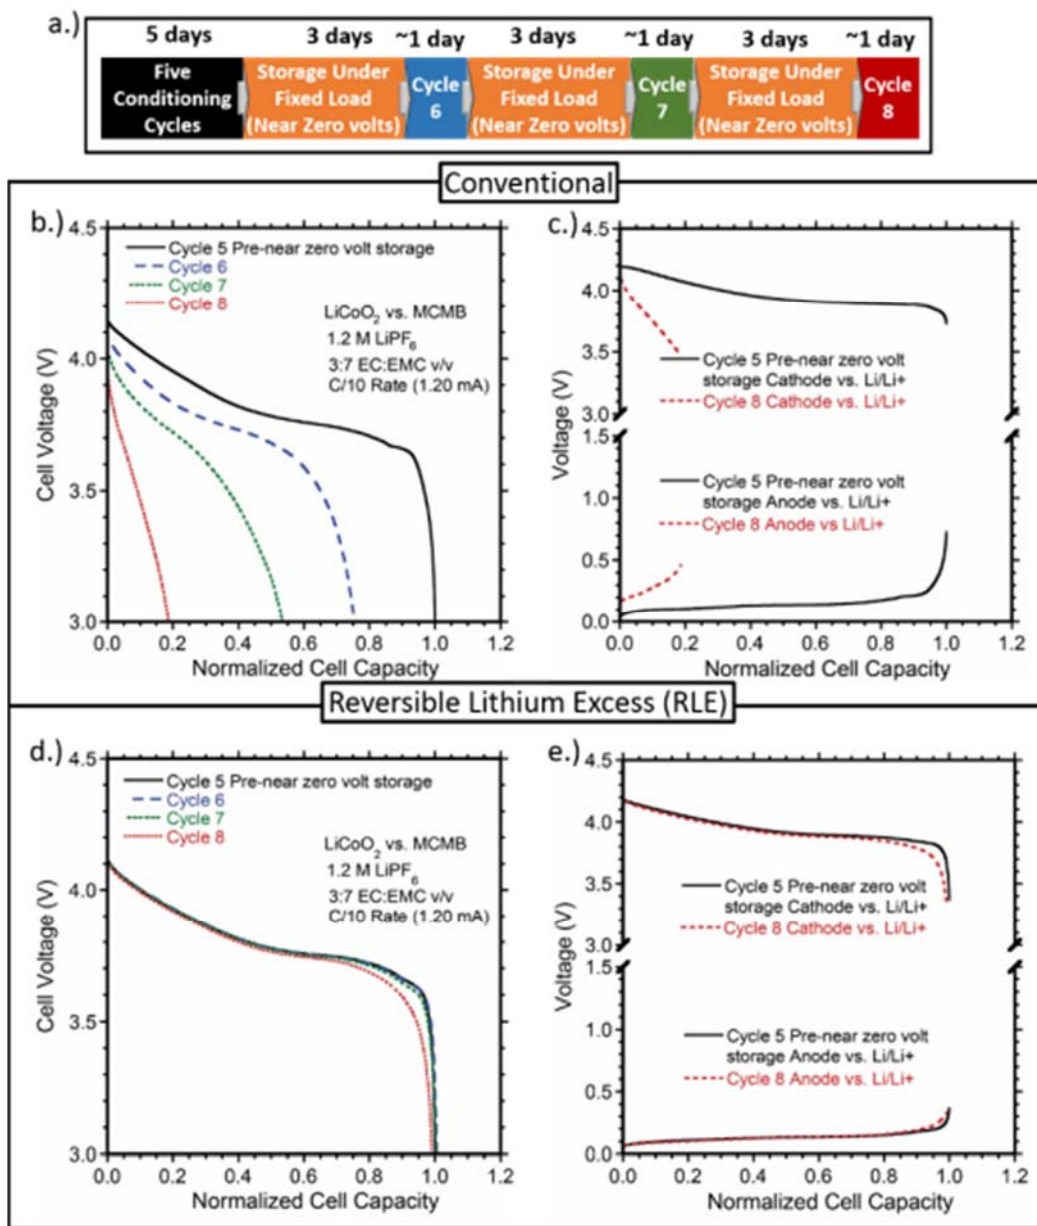 a.)
5 days 3 days ~1 day 3 days ~1 day 3 days ~1 day
Five
Conditioning
Cycles
Storage Under
Fixed Load
(Near Zero volts)
Cycle
6
Storage Under
Fixed Load
(Near Zero volts)
Cycle
7
Storage Under
Fixed Load
(Near Zero volts)
Cycle
8
Conventional
b.)
4.5
4.0
3.5
3.0
Cell Voltage (V)
Cycle 5 Pre-near zero volt storage
Cycle 6
Cycle 7
Cycle 8
LiCoO2 vs. MCMB
1.2 M LiPF6
3:7 EC:EMC v/v
C/10 Rate (1.20 mA)
0.0 0.2 0.4 0.6 0.8 1.0 1.2
Normalized Cell Capacity
c.)
4.5
4.0
3.5
3.0
1.5
1.0
0.5
0.0
Voltage (V)
Cycle 5 Pre-near zero volt
storage Cathode vs. Li/Li+
Cycle 8 Cathode vs. Li/Li+
Cycle 5 Pre-near zero volt
storage Anode vs. Li/Li+
Cycle 8 Anode vs Li/Li+
0.0 0.2 0.4 0.6 0.8 1.0 1.2
Normalized Cell Capacity
Reversible Lithium Excess (RLE)
d.)
4.5
4.0
3.5
3.0
Cell Voltage (V)
Cycle 5 Pre-near zero volt storage
Cycle 6
Cycle 7
Cycle 8
LiCoO2 vs. MCMB
1.2 M LiPF6
3:7 EC:EMC v/v
C/10 Rate (1.20 mA)
0.0 0.2 0.4 0.6 0.8 1.0 1.2
Normalized Cell Capacity
e.)
4.5
4.0
3.5
3.0
1.5
1.0
0.5
0.0
Voltage (V)
Cycle 5 Pre-near zero volt
storage Cathode vs. Li/Li+
Cycle 8 Cathode vs. Li/Li+
Cycle 5 Pre-near zero volt
storage Anode vs. Li/Li+
Cycle 8 Anode vs. Li/Li+
0.0 0.2 0.4 0.6 0.8 1.0 1.2
Normalized Cell Capacity